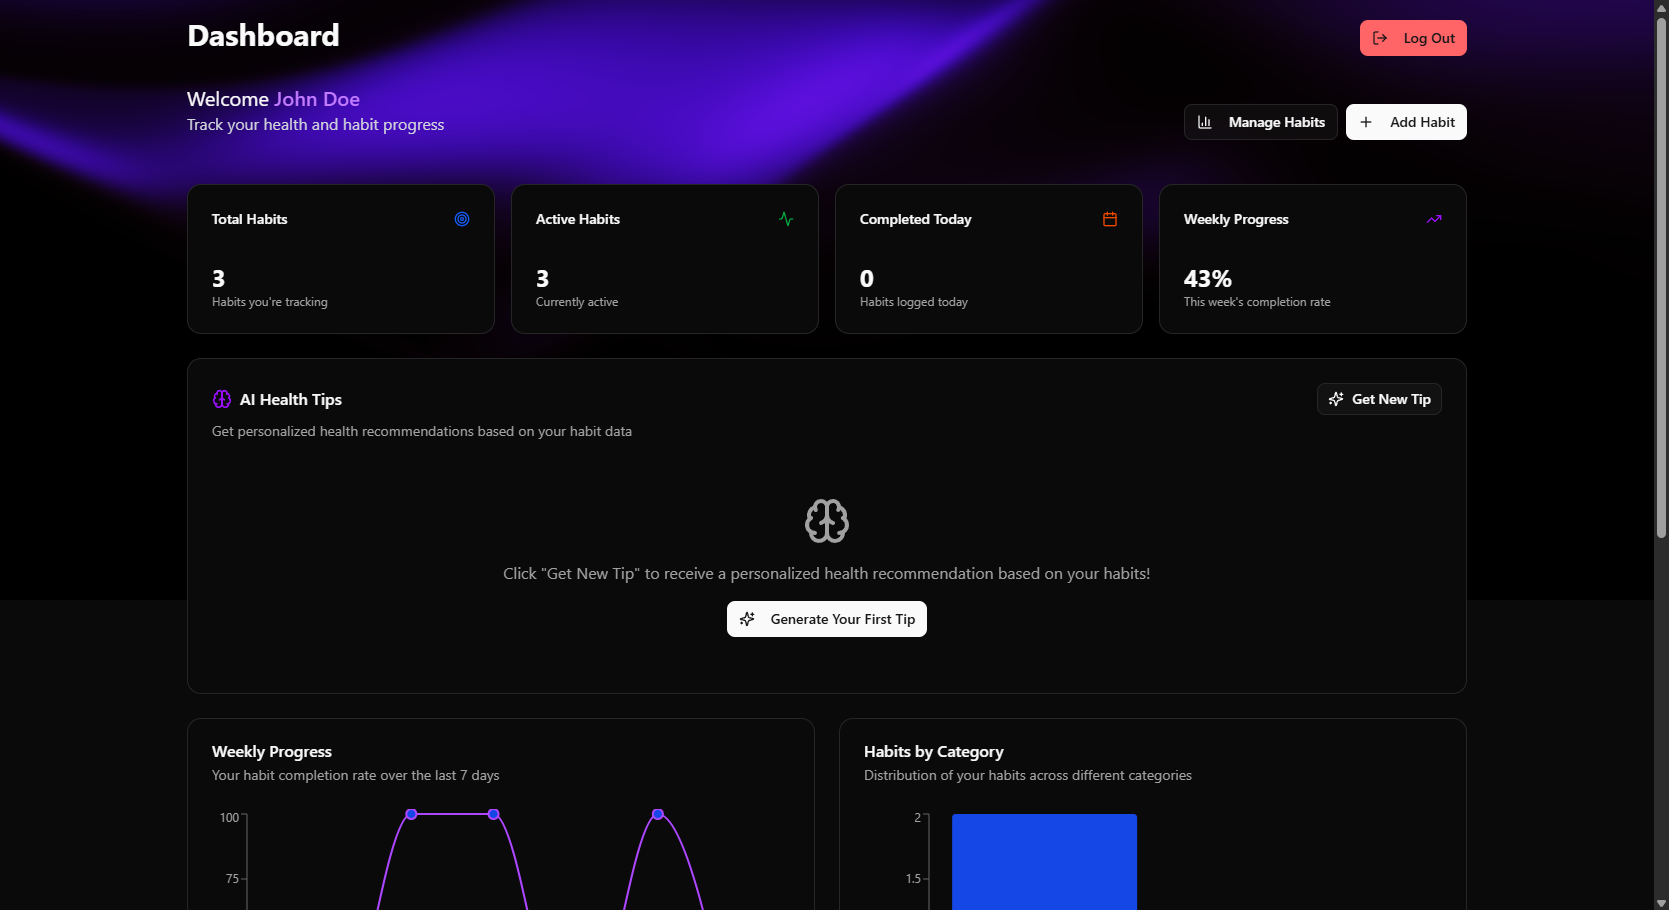 Dashboard
Log Out
Welcome John Doe
Track your health and habit progress
Manage Habits
Add Habit
Total Habits
3
Habits you're tracking
Active Habits
3
Currently active
Completed Today
0
Habits logged today
Weekly Progress
43%
This week's completion rate
AI Health Tips
Get New Tip
Get personalized health recommendations based on your habit data
Click "Get New Tip" to receive a personalized health recommendation based on your habits!
Generate Your First Tip
Weekly Progress
Your habit completion rate over the last 7 days
100
75
Habits by Category
Distribution of your habits across different categories
2
1.5